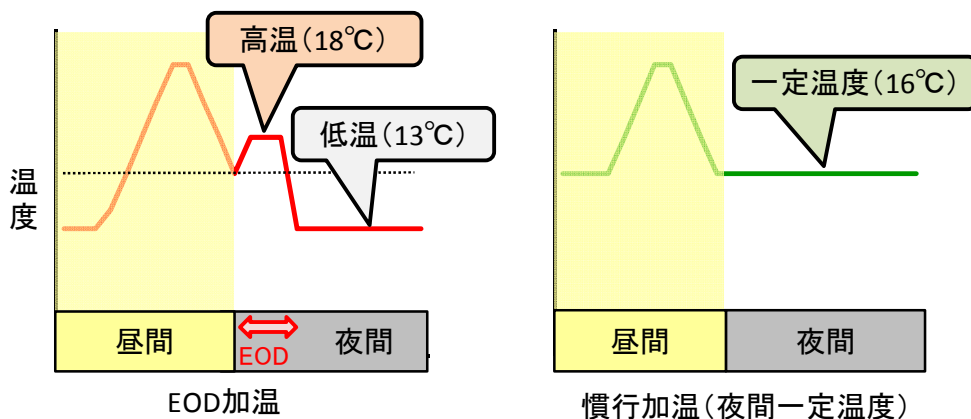 高温（18℃）
低温（13℃）
温度
昼間
EOD
夜間
EOD加温
一定温度（16℃）
昼間
夜間
慣行加温（夜間一定温度）